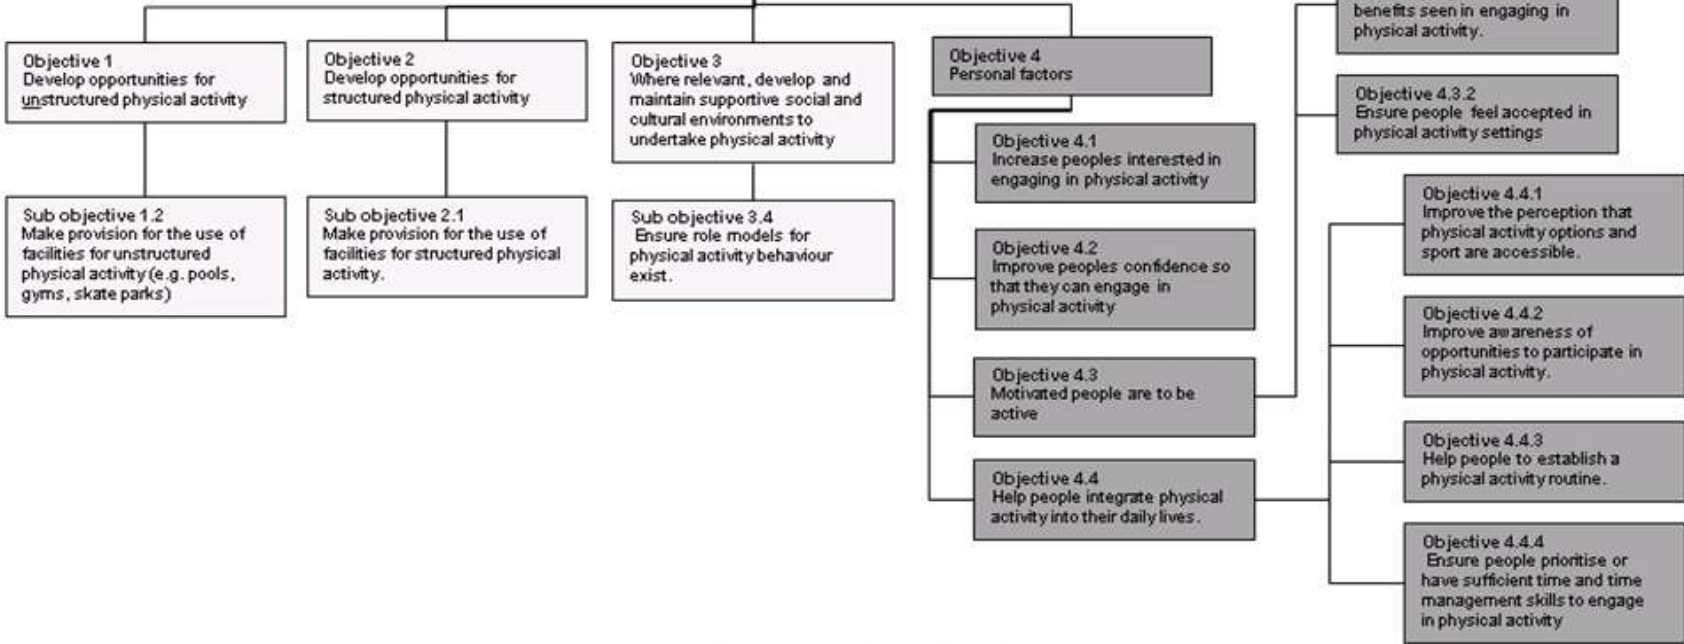 Objective 1
Develop opportunities for
unstructured physical activity
Objective 2
Develop opportunities for
structured physical activity
Objective 3
Where relevant, develop and
maintain supportive social and
cultural environments to
undertake physical activity
Objective 4
Personal factors
Sub objective 1.2
Make provision for the use of
facilities for unstructured
physical activity (e.g. pools,
gyms, skate parks)
Sub objective 2.1
Make provision for the use of
facilities for structured physical
activity.
Sub objective 3.4
Ensure role models for
physical activity behaviour
exist.
Objective 4.1
Increase peoples interested in
engaging in physical activity
Objective 4.2
Improve peoples confidence so
that they can engage in
physical activity
Objective 4.3
Motivated people are to be
active
Objective 4.4
Help people integrate physical
activity into their daily lives.
benefits seen in engaging in
physical activity.
Objective 4.3.2
Ensure people feel accepted in
physical activity settings
Objective 4.4.1
Improve the perception that
physical activity options and
sport are accessible.
Objective 4.4.2
Improve awareness of
opportunities to participate in
physical activity.
Objective 4.4.3
Help people to establish a
physical activity routine.
Objective 4.4.4
Ensure people prioritise or
have sufficient time and time
management skills to engage
in physical activity